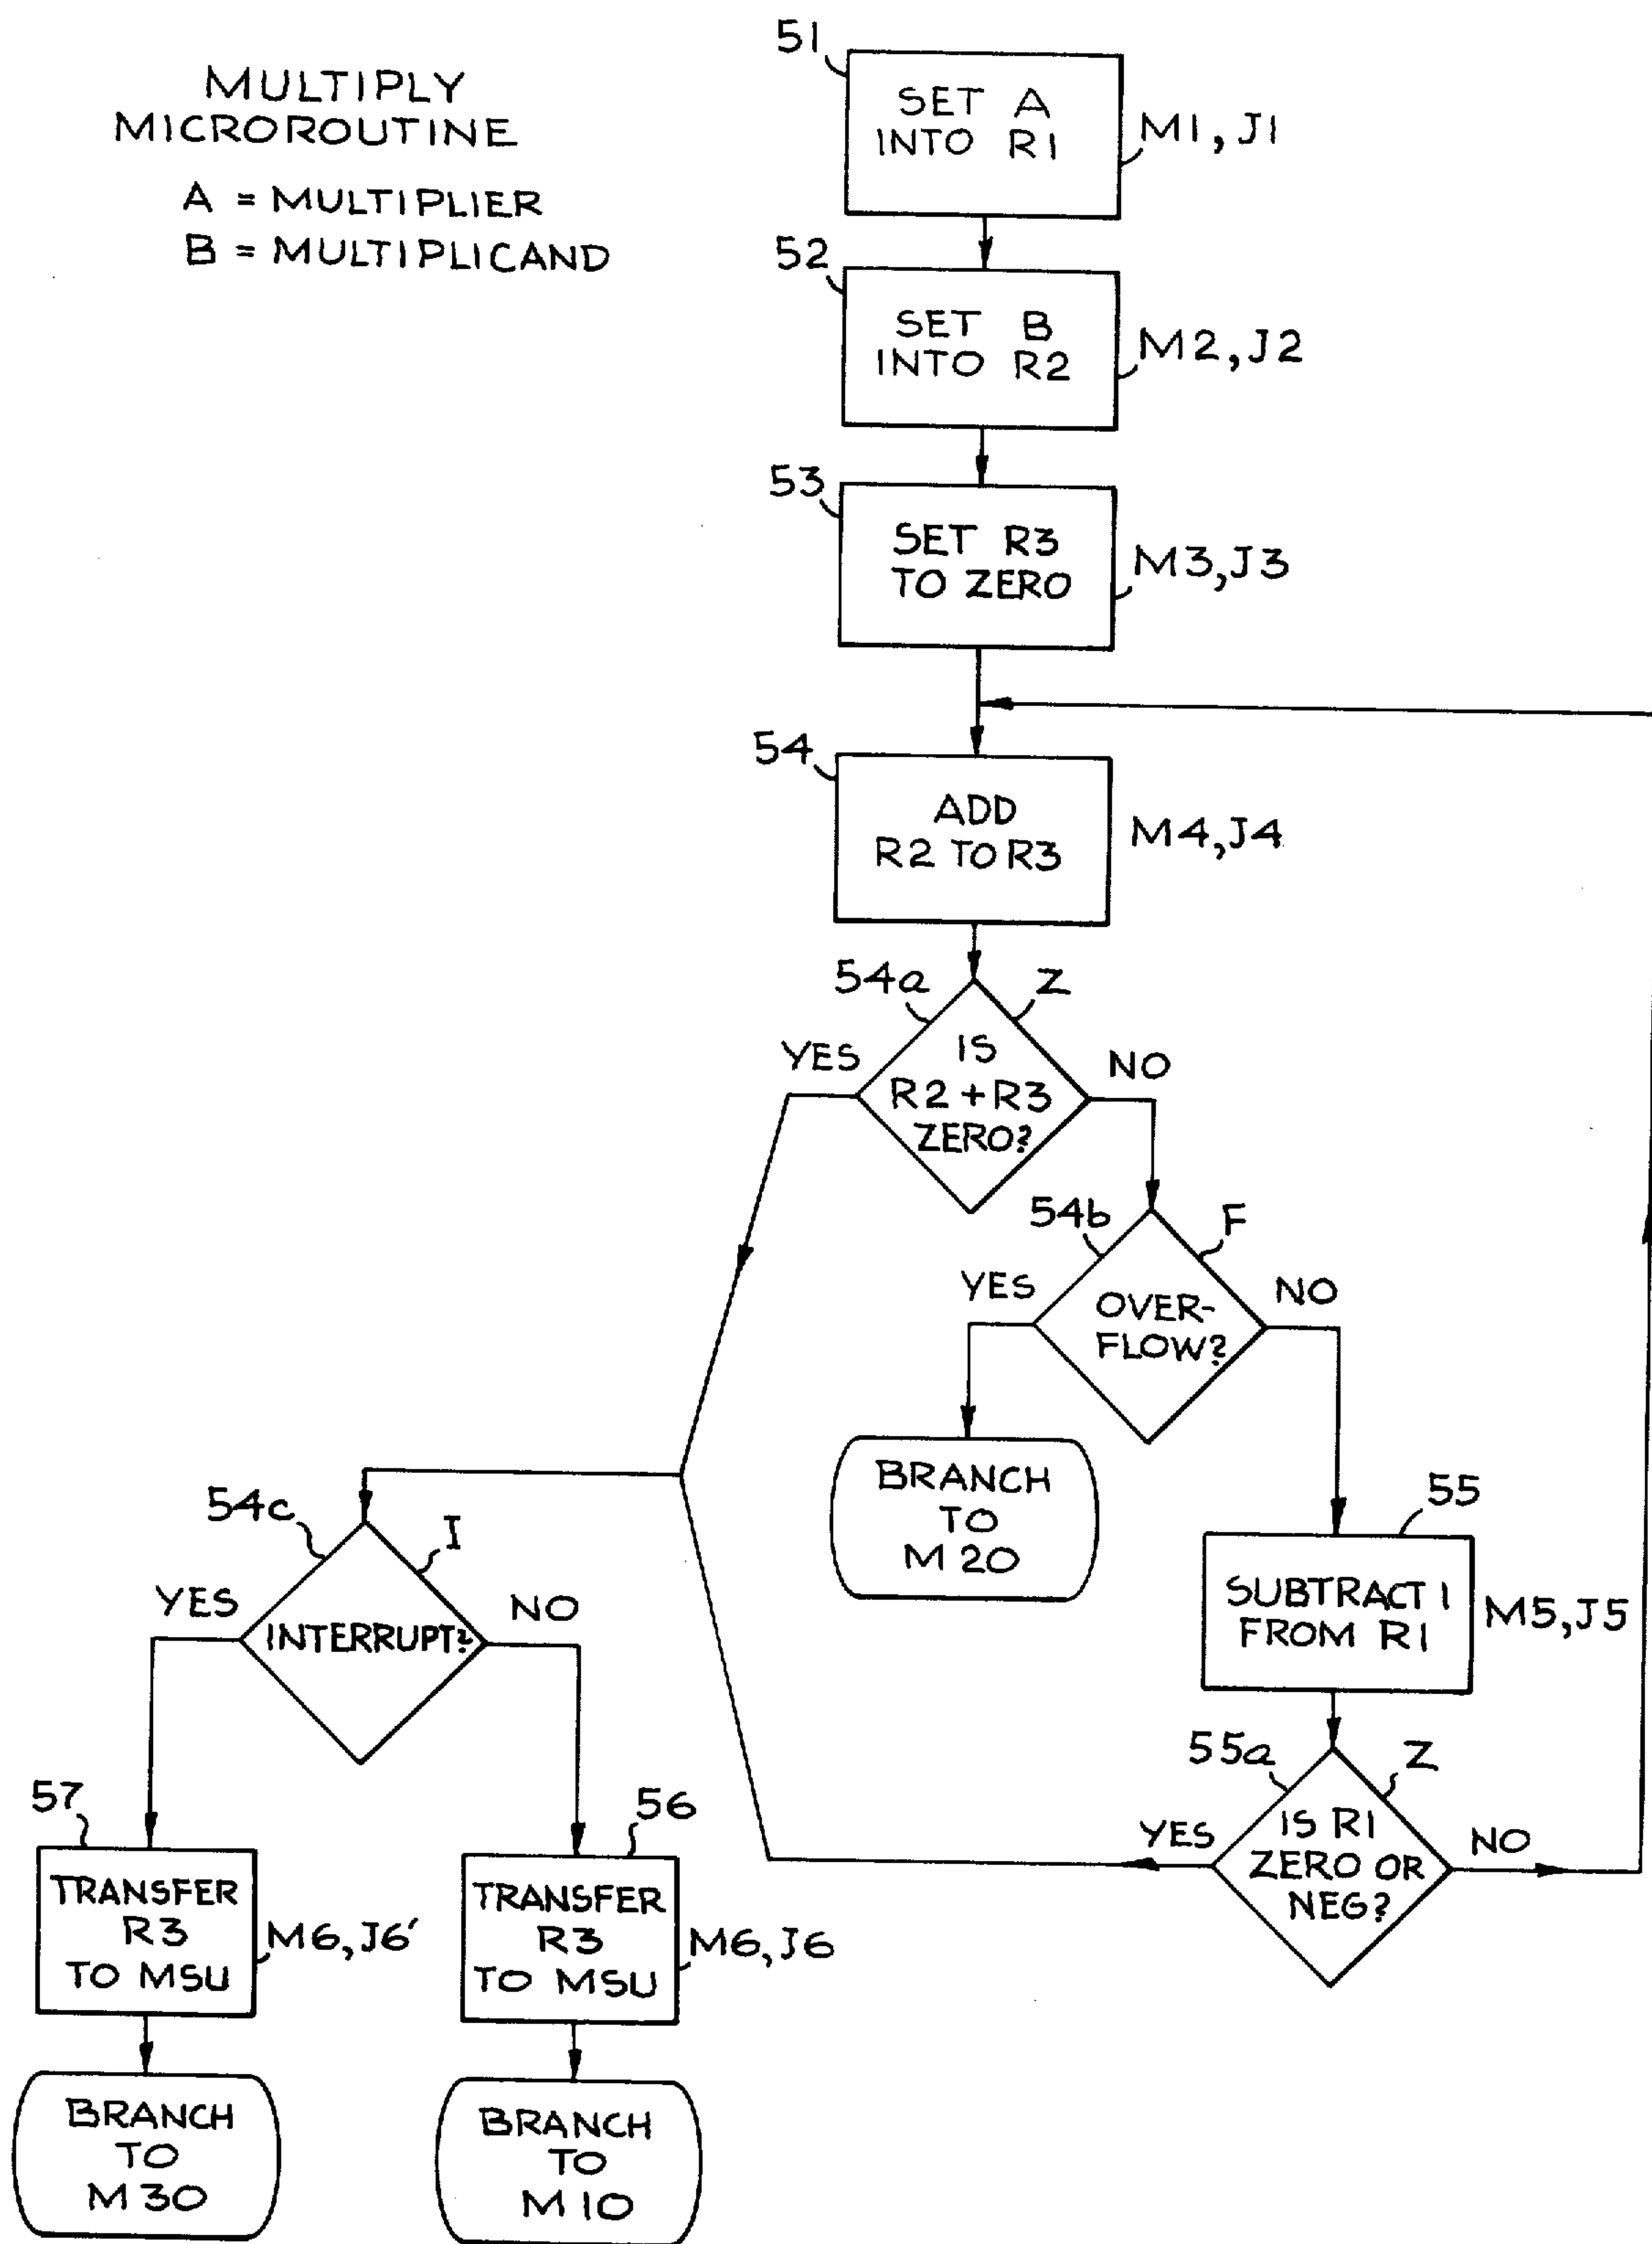 MULTIPLY
MICROROUTINE
A = MULTIPLIER
B = MULTIPLICAND
51
SET A
INTO R1
M1, J1
52
SET B
INTO R2
M2, J2
53
SET R3
TO ZERO
M3, J3
54
ADD
R2 TO R3
M4, J4
54a
Z
IS
R2 + R3
ZERO?
YES
NO
54b
F
OVER-
FLOW?
YES
NO
BRANCH
TO
M 20
55
SUBTRACT 1
FROM R1
M5, J5
54c
I
INTERRUPT?
YES
NO
55a
Z
IS R1
ZERO OR
NEG?
YES
NO
57
TRANSFER
R3
TO MSU
M6, J6'
56
TRANSFER
R3
TO MSU
M6, J6
BRANCH
TO
M 30
BRANCH
TO
M 10